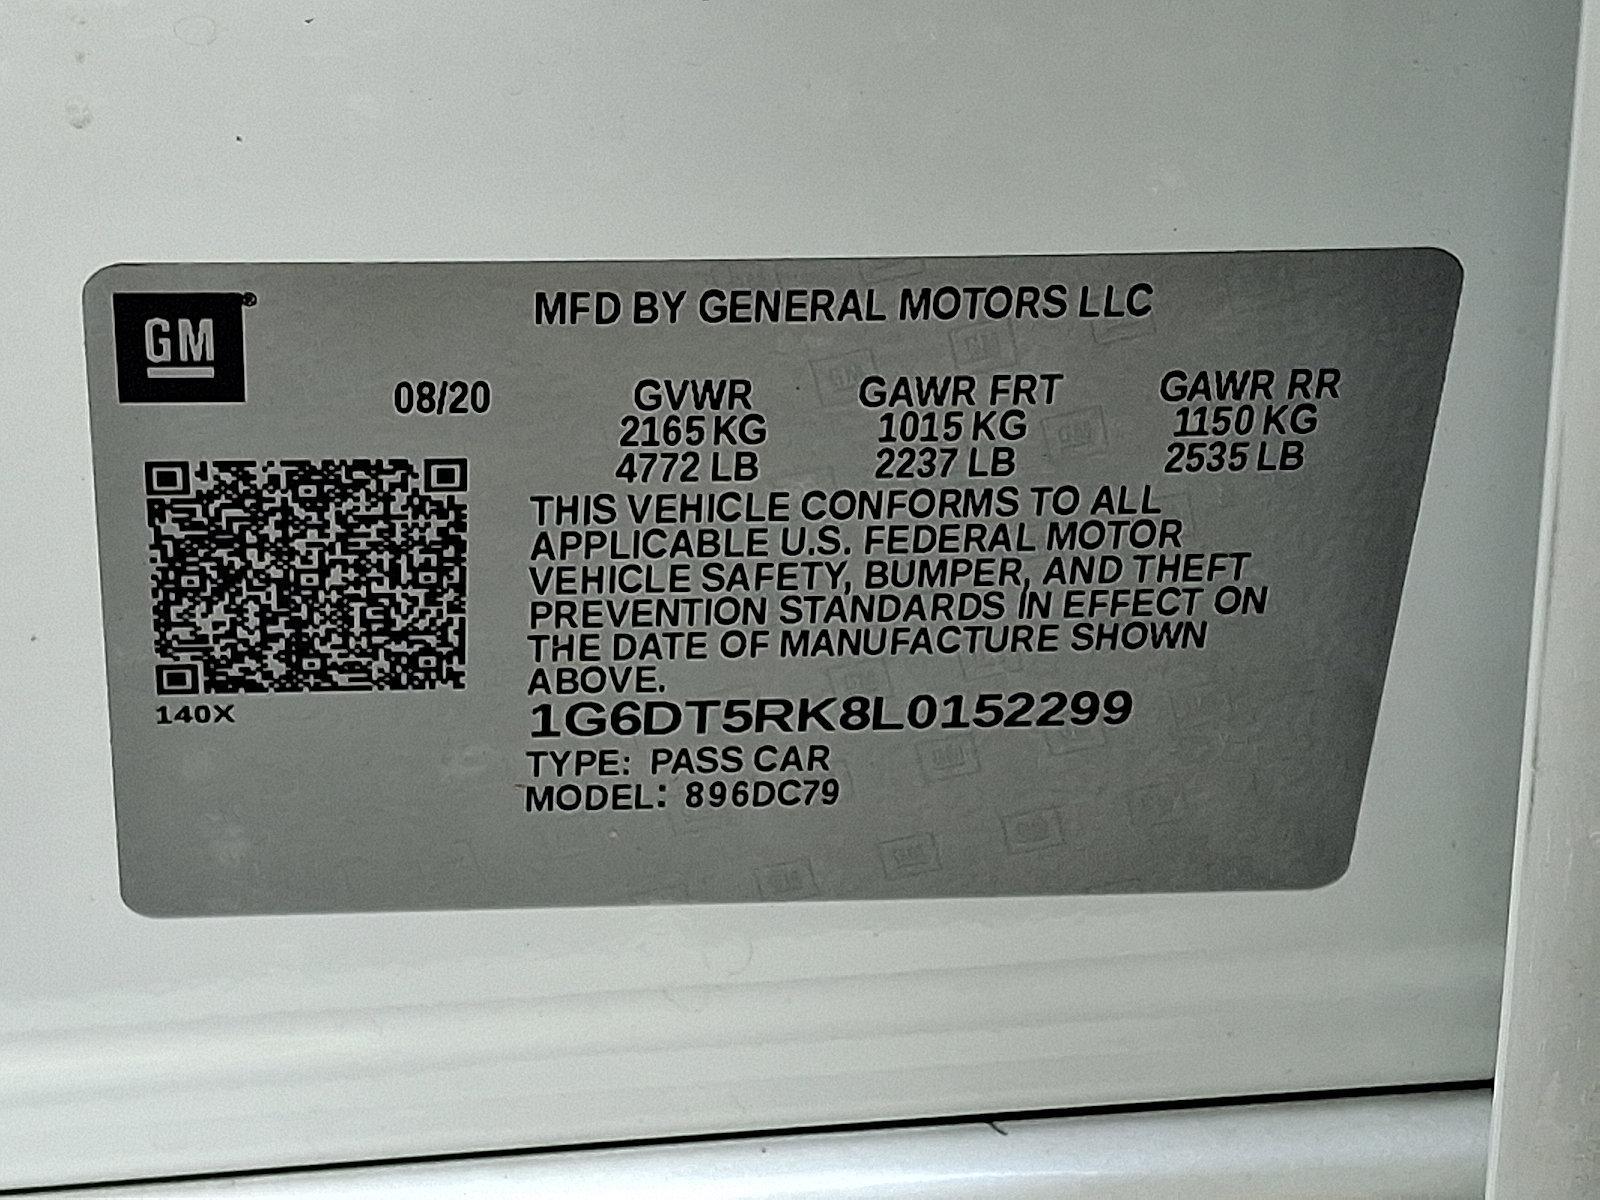 GM®
MFD BY GENERAL MOTORS LLC
08/20
GVWR GAWR FRT GAWR RR
2165 KG 1015 KG 1150 KG
4772 LB 2237 LB 2535 LB
THIS VEHICLE CONFORMS TO ALL
APPLICABLE U.S. FEDERAL MOTOR
VEHICLE SAFETY, BUMPER, AND THEFT
PREVENTION STANDARDS IN EFFECT ON
THE DATE OF MANUFACTURE SHOWN
ABOVE.
140X
1G6DT5RK8L0152299
TYPE: PASS CAR
MODEL: 896DC79